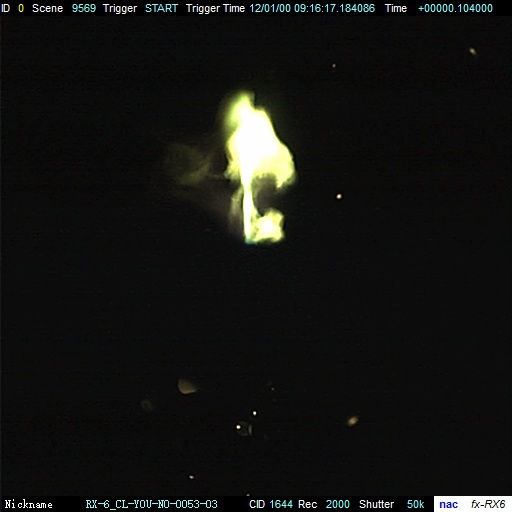 ID 0 Scene 9569 Trigger START Trigger Time 12/01/00 09:16:17.184086 Time +00000.104000
Nickname RX-6_CL-YOU-NO-0053-03 CID 1644 Rec 2000 Shutter 50k nac fx-RX6